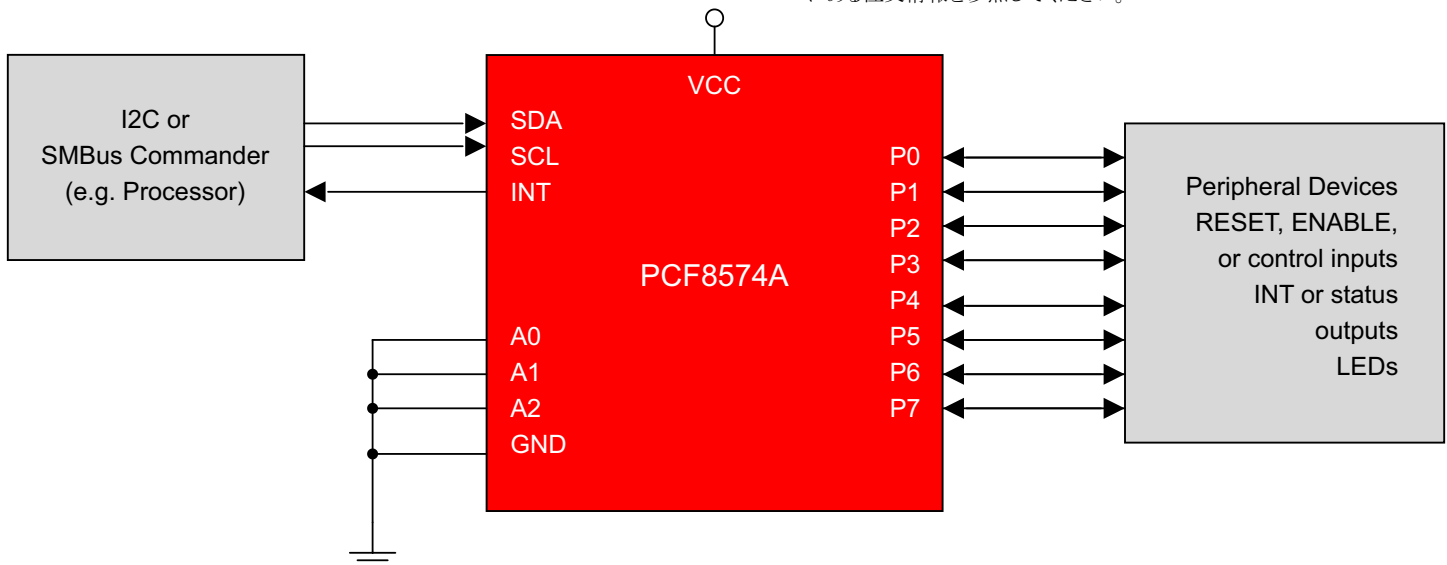 I2C or
SMBus Commander
(e.g. Processor)
VCC
SDA
SCL
INT
PCF8574A
A0
A1
A2
GND
P0
P1
P2
P3
P4
P5
P6
P7
Peripheral Devices
RESET, ENABLE,
or control inputs
INT or status
outputs
LEDs